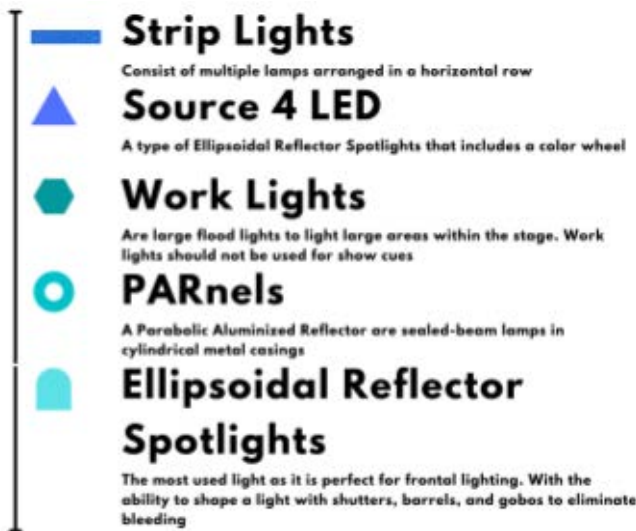 Strip Lights
Consist of multiple lamps arranged in a horizontal row
Source 4 LED
A type of Ellipsoidal Reflector Spotlights that includes a color wheel
Work Lights
Are large flood lights to light large areas within the stage. Work
lights should not be used for show cues
PARnels
A Parabolic Aluminized Reflector are sealed-beam lamps in
cylindrical metal casings
Ellipsoidal Reflector
Spotlights
The most used light as it is perfect for frontal lighting. With the
ability to shape a light with shutters, barrels, and gobos to eliminate
bleeding